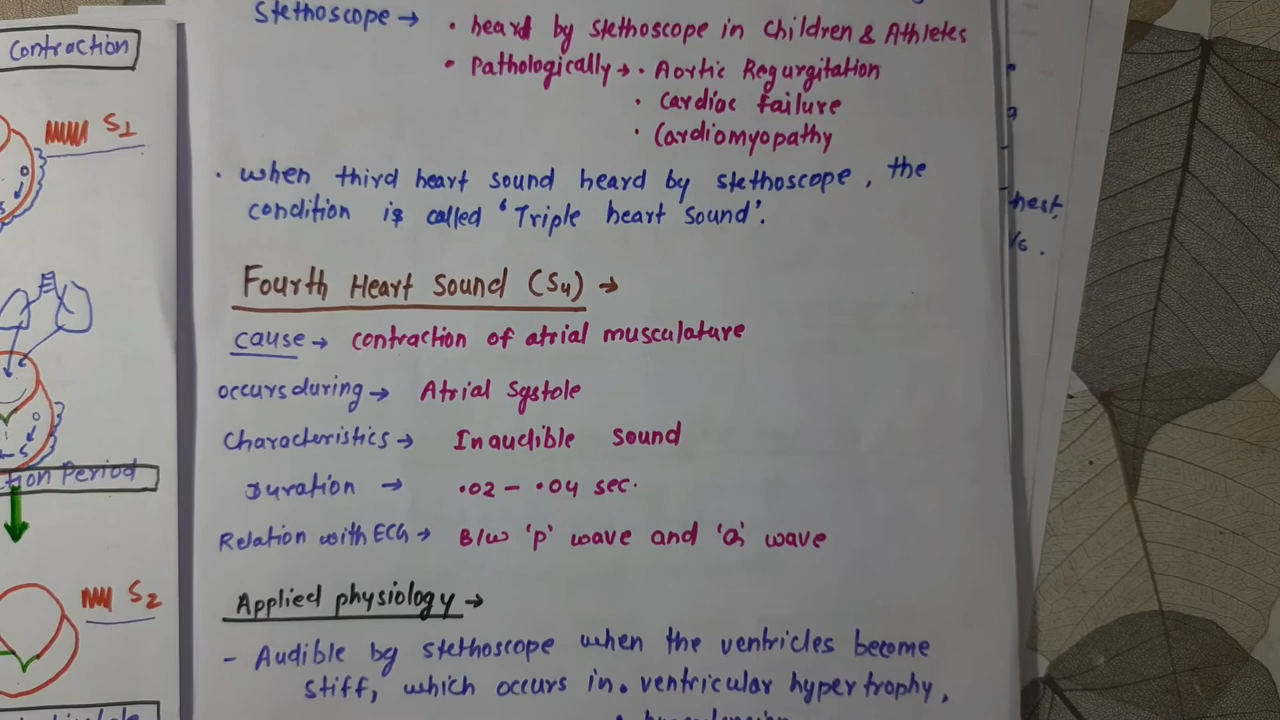 Contraction
S1
S2
tion Period
Stethoscope → • heard by stethoscope in children & Athletes
• Pathologically → • Aortic Regurgitation
• Cardiac failure
• Cardiomyopathy
• When third heart sound heard by stethoscope, the
condition is called 'Triple heart sound'.
Fourth Heart Sound (S4) →
Cause → contraction of atrial musculature
occurs during → Atrial Systole
Characteristics → Inaudible sound
Duration → .02 – .04 sec.
Relation with ECG → B/w 'p' wave and 'Q' wave
Applied physiology →
- Audible by stethoscope when the ventricles become
stiff, which occurs in • ventricular hypertrophy,